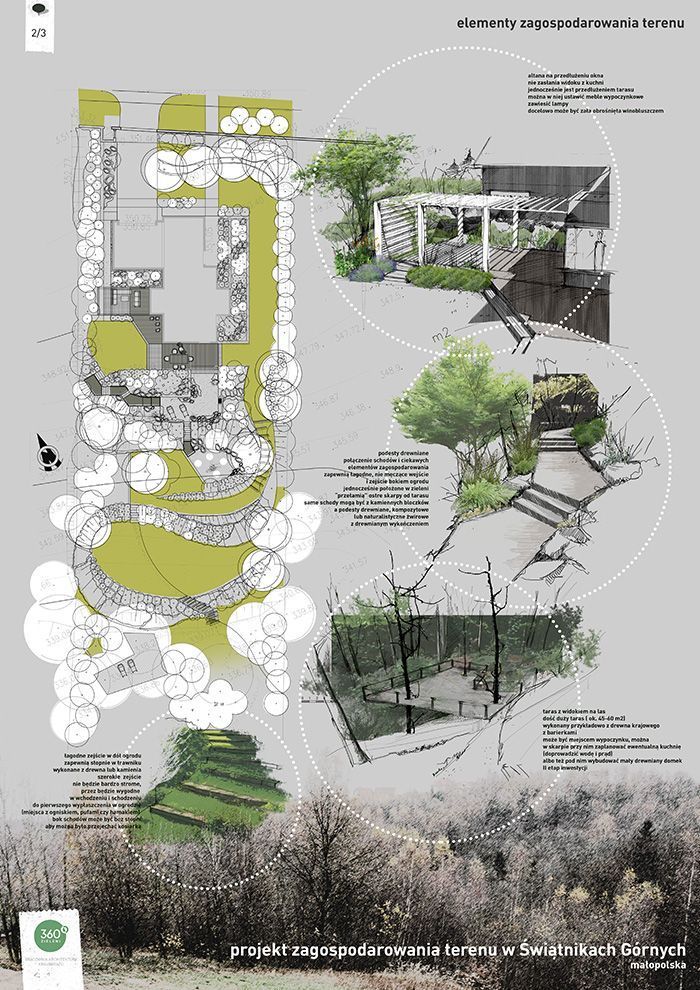 2/3
elementy zagospodarowania terenu
altana na przedłużeniu okna
nie zasłania widoku z kuchni
jednocześnie jest przedłużeniem tarasu
można w niej ustawić meble wypoczynkowe
zawiesić lampy
docelowo może być zała obrośnięta winobluszczem
m2
podesty drewniane
połączenie schodów i ciekawych
elementów zagospodarowania
zapewnią łagodne, nie męczące wejście
i zejście bokiem ogrodu
jednocześnie położone w zieleni
"przełamią" ostre skarpy od tarasu
same schody mogą być z kamiennych bloczków
a podesty drewniane, kompozytowe
lub naturalistyczne żwirowe
z drewnianym wykończeniem
taras z widokiem na las
dość duży taras ( ok. 45-60 m2)
wykonany przykładowo z drewna krajowego
z barierkami
może być miejscem wypoczynku, można
w skarpie przy nim zaplanować ewentualną kuchnię
(doprowadzić wodę i prąd)
albo też pod nim wybudować mały drewniany domek
II etap inwestycji
łagodne zejście w dół ogrodu
zapewnią stopnie w trawniku
wykonane z drewna lub kamienia
szerokie zejście
nie będzie bardzo strome,
przez będzie wygodne
w wchodzeniu i schodzeniu
do pierwszego wypłaszczenia w ogrodzie
(miejsca z ogniskiem, pufami czy hamakiem)
bok schodów może być bez stopni
aby można było przejechać kosiarką
360
ZIELENI
projekt zagospodarowania terenu w Świątnikach Górnych
małopolska